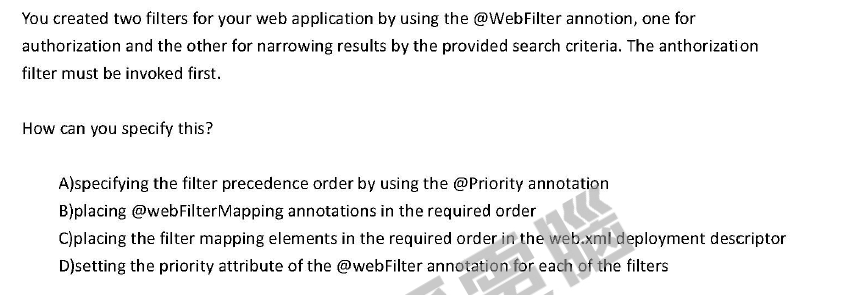 You created two filters for your web application by using the @WebFilter annotion, one for
authorization and the other for narrowing results by the provided search criteria. The anthorization
filter must be invoked first.
How can you specify this?
A)specifying the filter precedence order by using the @Priority annotation
B)placing @webFilterMapping annotations in the required order
C)placing the filter mapping elements in the required order in the web.xml deployment descriptor
D)setting the priority attribute of the @webFilter annotation for each of the filters